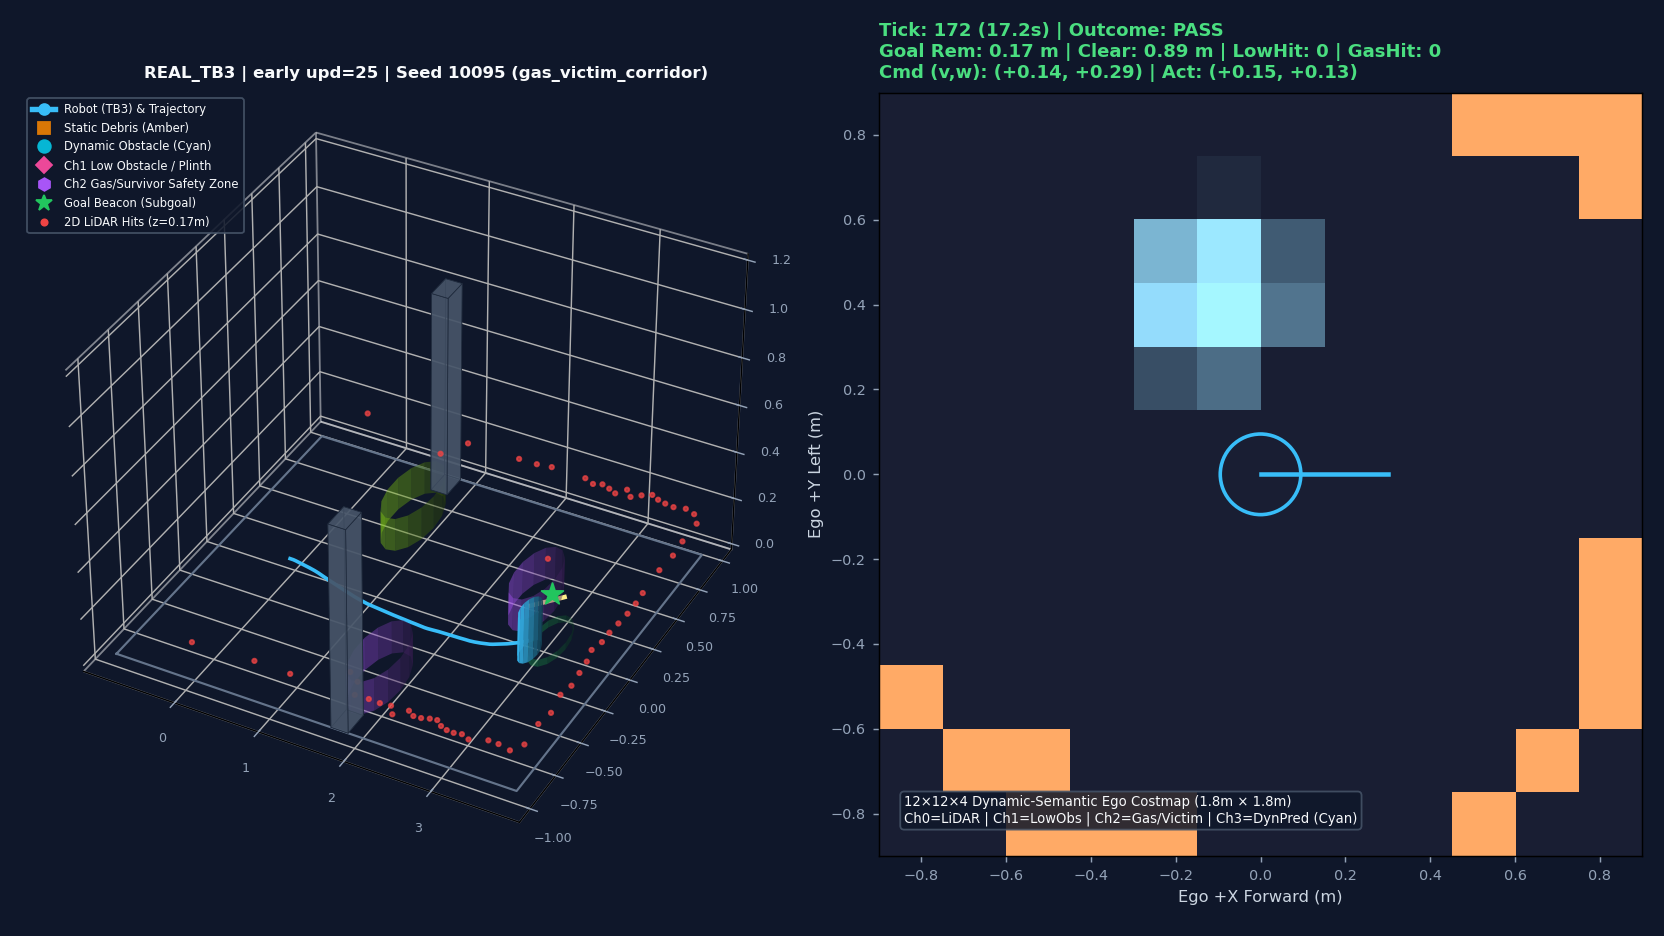 REAL_TB3 | early upd=25 | Seed 10095 (gas_victim_corridor)
Robot (TB3) & Trajectory
Static Debris (Amber)
Dynamic Obstacle (Cyan)
Ch1 Low Obstacle / Plinth
Ch2 Gas/Survivor Safety Zone
Goal Beacon (Subgoal)
2D LiDAR Hits (z=0.17m)
1.2
1.0
0.8
0.6
0.4
0.2
0.0
1.00
0.75
0.50
0.25
0.00
−0.25
−0.50
−0.75
−1.00
0
1
2
3
Tick: 172 (17.2s) | Outcome: PASS
Goal Rem: 0.17 m | Clear: 0.89 m | LowHit: 0 | GasHit: 0
Cmd (v,w): (+0.14, +0.29) | Act: (+0.15, +0.13)
Ego +Y Left (m)
0.8
0.6
0.4
0.2
0.0
−0.2
−0.4
−0.6
−0.8
12×12×4 Dynamic-Semantic Ego Costmap (1.8m × 1.8m)
Ch0=LiDAR | Ch1=LowObs | Ch2=Gas/Victim | Ch3=DynPred (Cyan)
−0.8
−0.6
−0.4
−0.2
0.0
0.2
0.4
0.6
0.8
Ego +X Forward (m)